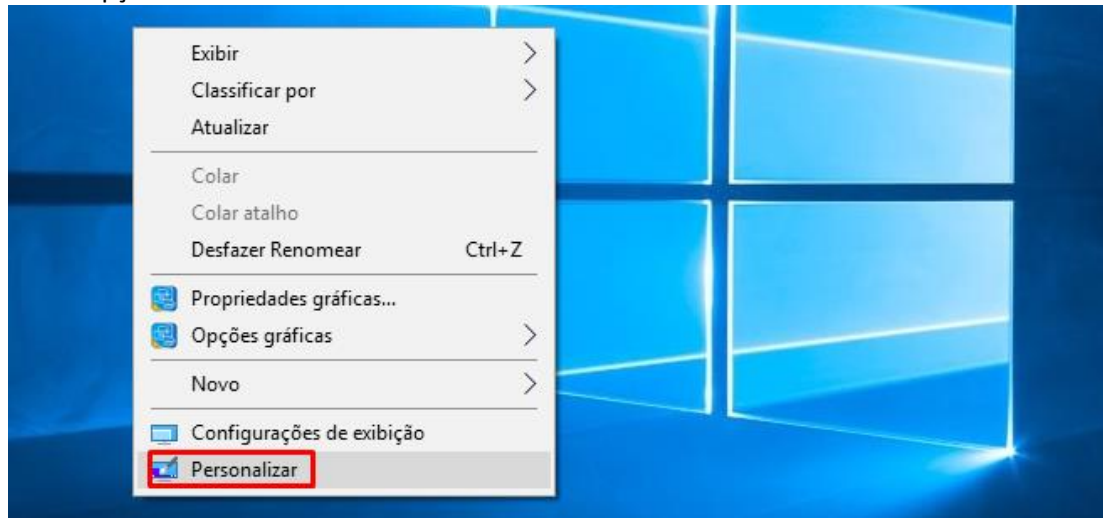 Exibir
Classificar por
Atualizar
Colar
Colar atalho
Desfazer Renomear Ctrl+Z
Propriedades gráficas...
Opções gráficas
Novo
Configurações de exibição
Personalizar